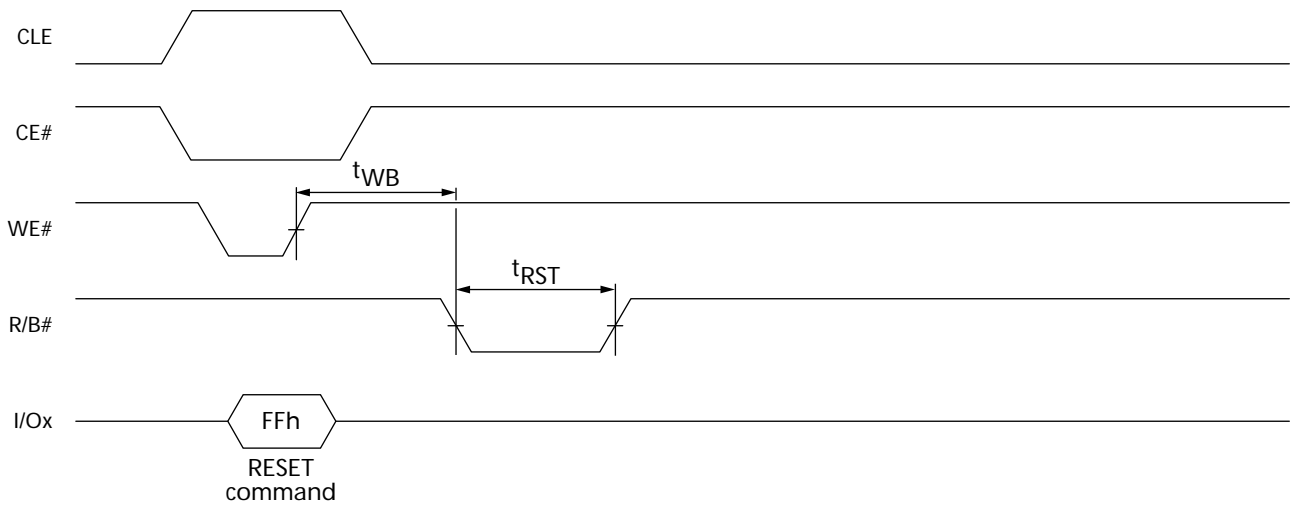 CLE
CE#
tWB
WE#
tRST
R/B#
I/Ox
FFh
RESET
command